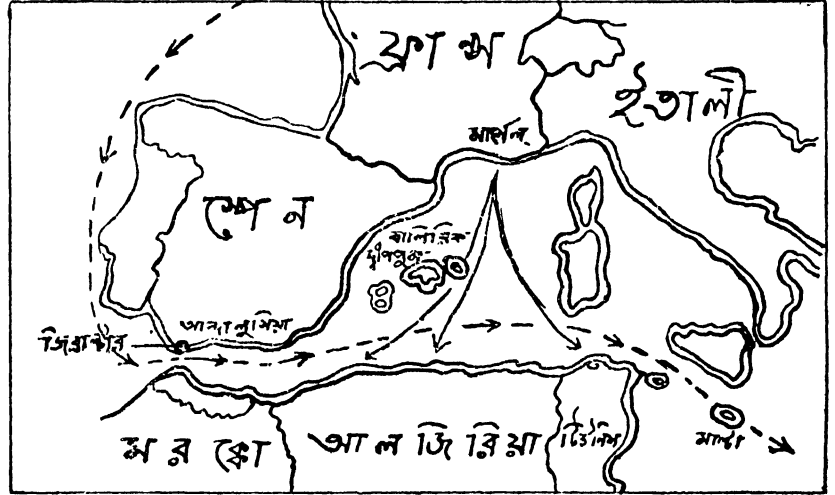 ফ্রান্স
ইতালী
মার্সেল্
স্পেন
বালিরিক
দ্বীপপুঞ্জ
আন্দালুসিয়া
জিব্রাল্টার
মরক্কো
আলজিরিয়া
টিউনিশ
মাল্টা